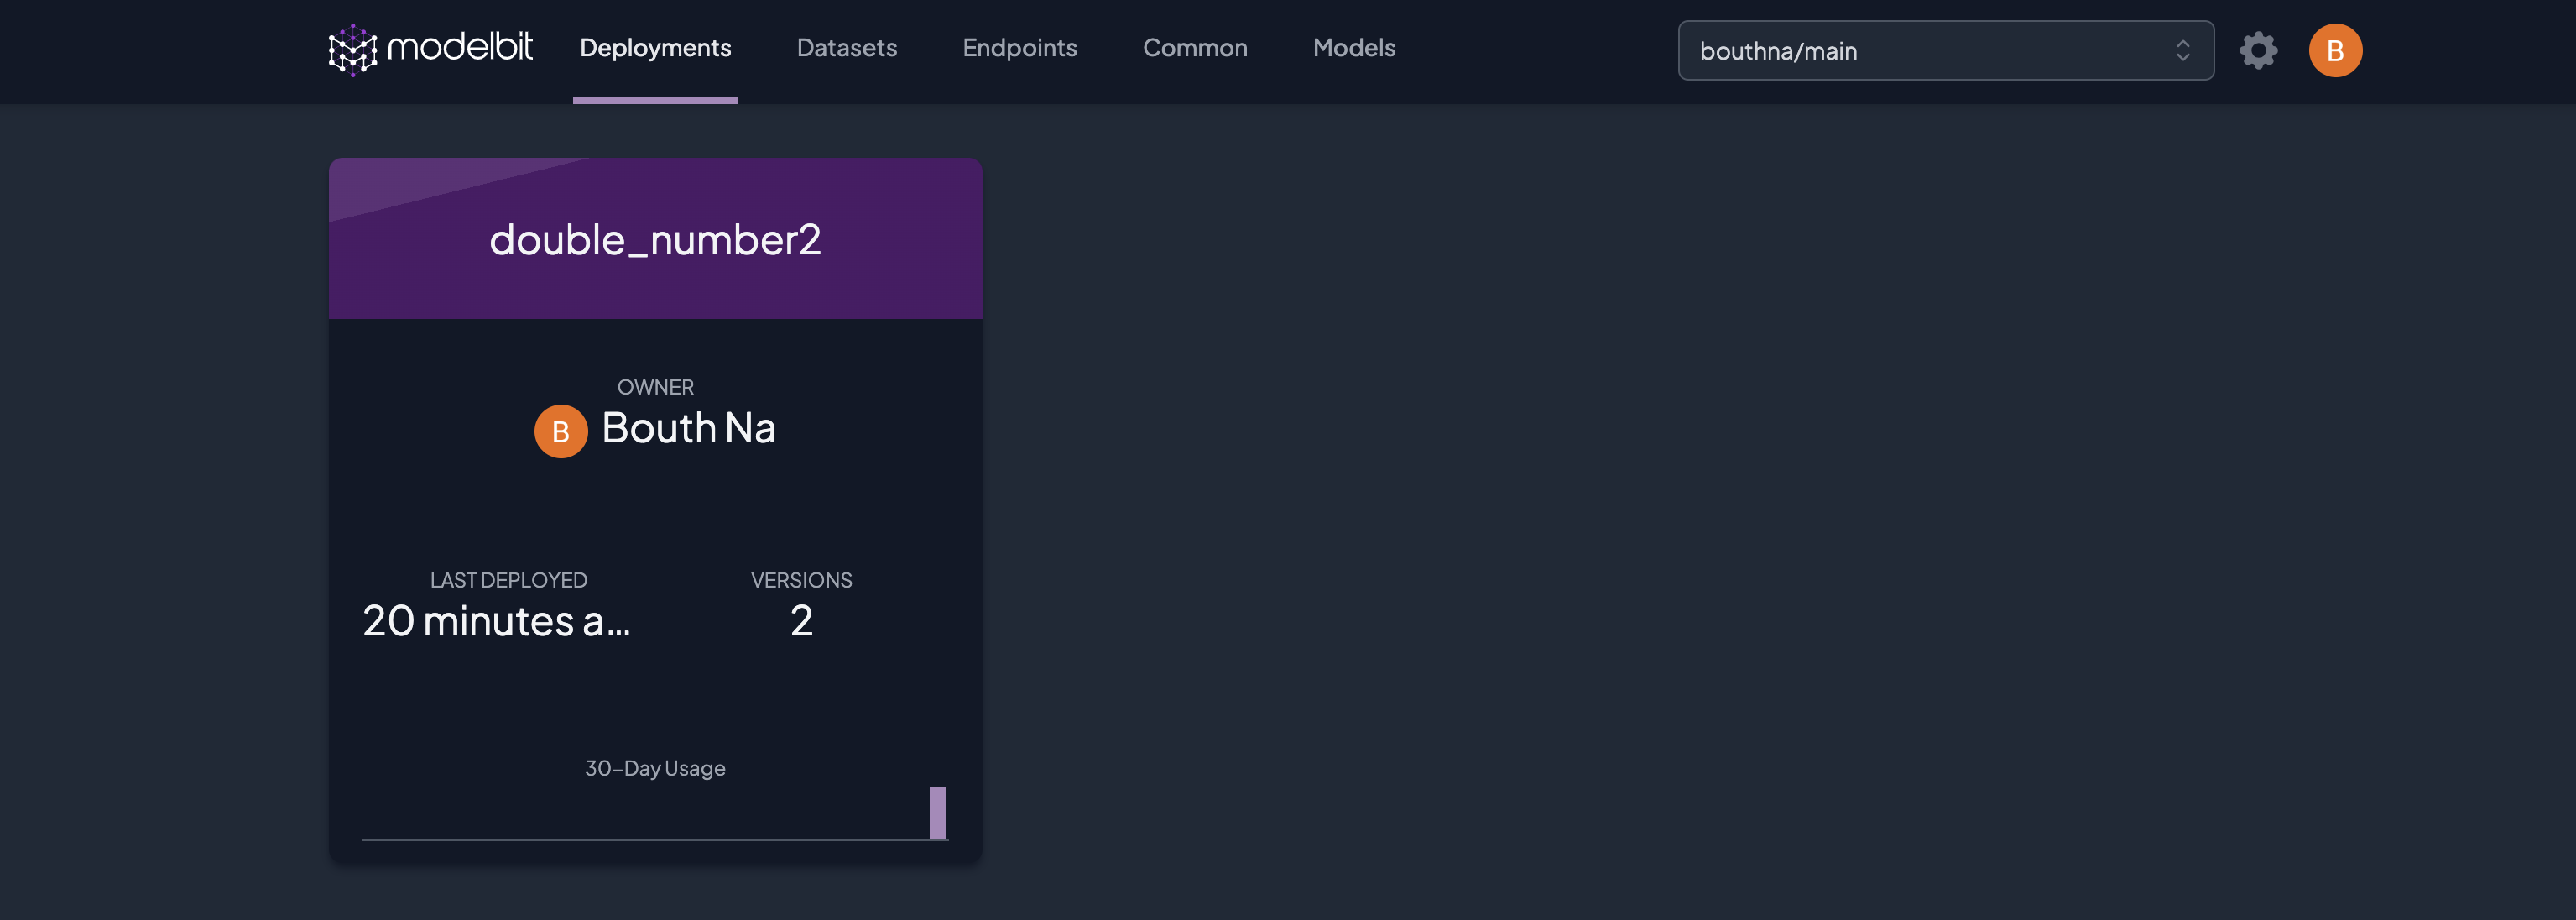 modelbit Deployments Datasets Endpoints Common Models bouthna/main B
double_number2
OWNER
B Bouth Na
LAST DEPLOYED VERSIONS
20 minutes a... 2
30-Day Usage